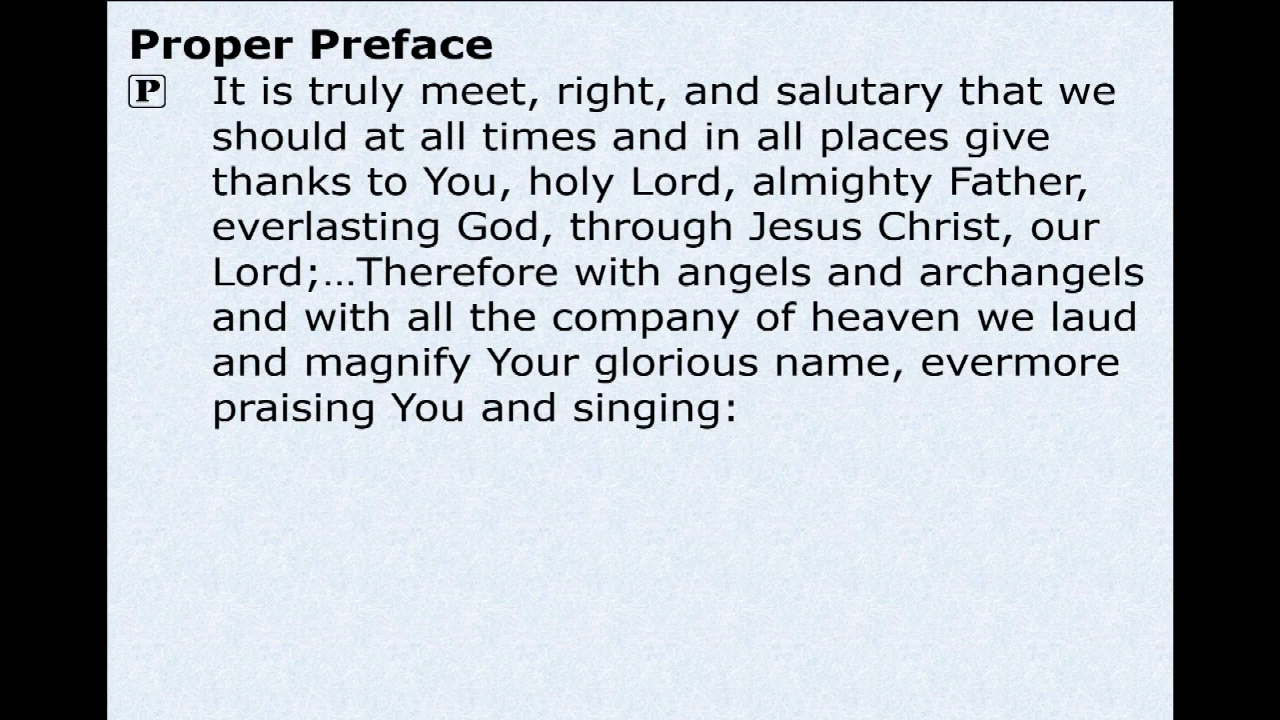 Proper Preface
P It is truly meet, right, and salutary that we
should at all times and in all places give
thanks to You, holy Lord, almighty Father,
everlasting God, through Jesus Christ, our
Lord;…Therefore with angels and archangels
and with all the company of heaven we laud
and magnify Your glorious name, evermore
praising You and singing: